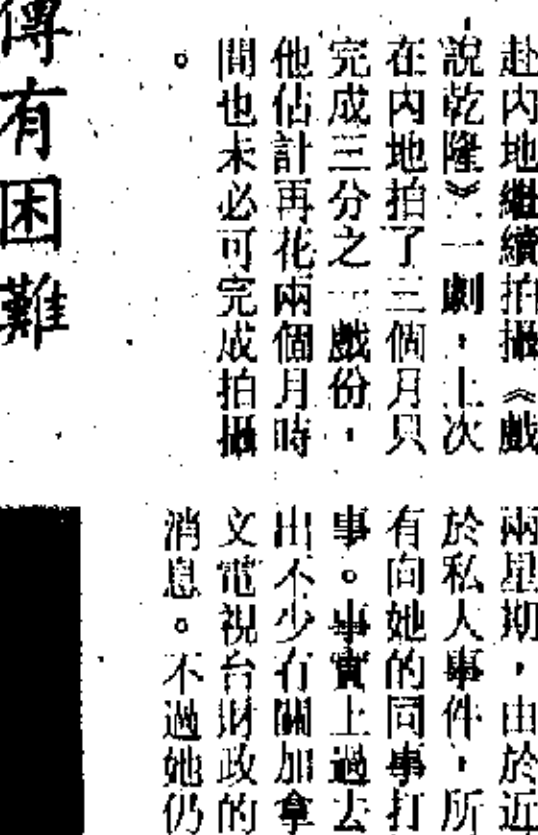 赴內地繼續拍攝《戲
說乾隆》一劇，上次
在內地拍了三個月只
完成三分之一戲份，
他估計再花兩個月時
間也未必可完成拍攝
。
兩星期，由於近
於私人事件，所
有向她的同事打
事。事實上過去
出不少有關加拿
文電視台財政的
消息。不過她仍
傳有困難